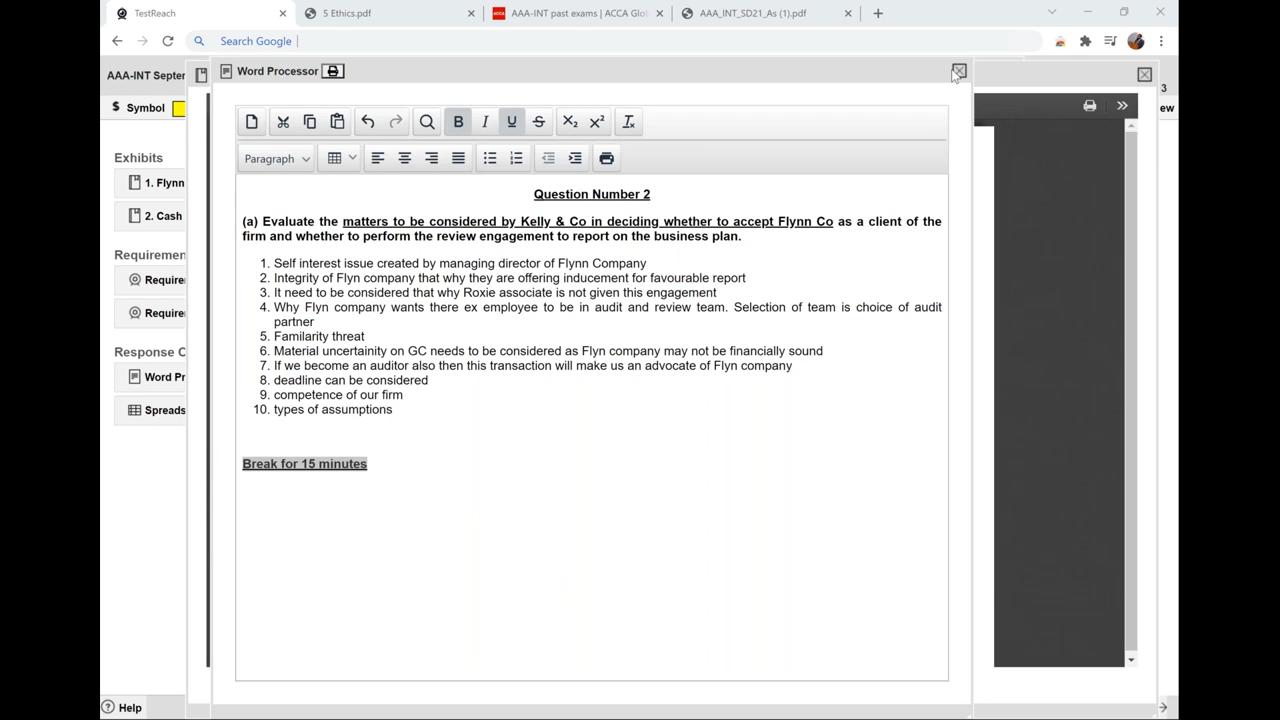 TestReach
5 Ethics.pdf
AAA-INT past exams | ACCA Glo
AAA_INT_SD21_As (1).pdf
Search Google
AAA-INT Septer
Word Processor
3
$ Symbol
ew
Exhibits
1. Flynn
2. Cash
Requiremen
Require
Require
Response O
Word Pr
Spreads
Paragraph
Question Number 2
(a) Evaluate the matters to be considered by Kelly & Co in deciding whether to accept Flynn Co as a client of the
firm and whether to perform the review engagement to report on the business plan.
1. Self interest issue created by managing director of Flynn Company
2. Integrity of Flyn company that why they are offering inducement for favourable report
3. It need to be considered that why Roxie associate is not given this engagement
4. Why Flyn company wants there ex employee to be in audit and review team. Selection of team is choice of audit
partner
5. Familarity threat
6. Material uncertainity on GC needs to be considered as Flyn company may not be financially sound
7. If we become an auditor also then this transaction will make us an advocate of Flyn company
8. deadline can be considered
9. competence of our firm
10. types of assumptions
Break for 15 minutes
Help